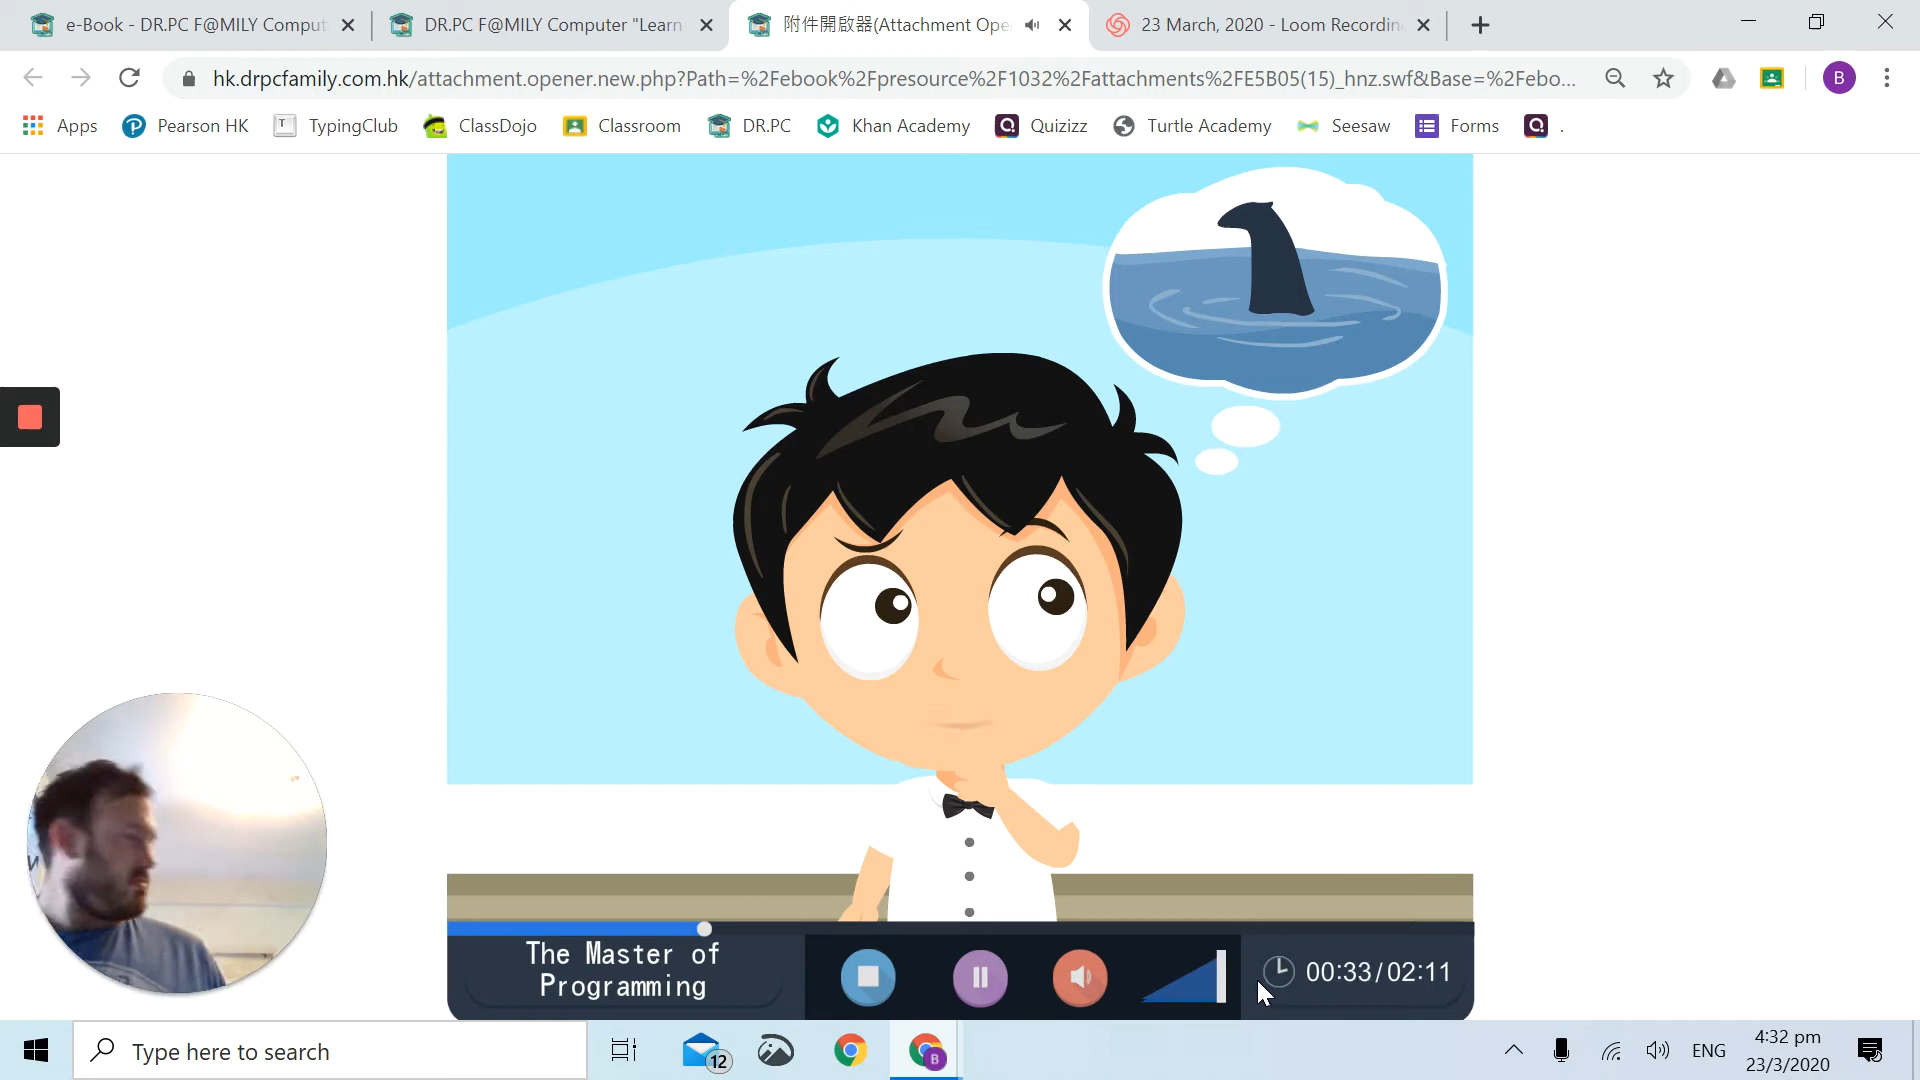 e-Book - DR.PC F@MILY Comput
DR.PC F@MILY Computer "Learn
附件開啟器(Attachment Ope
23 March, 2020 - Loom Recordin
hk.drpcfamily.com.hk/attachment.opener.new.php?Path=%2Febook%2Fpresource%2F1032%2Fattachments%2FE5B05(15)_hnz.swf&Base=%2Febo...
B
Apps
Pearson HK
TypingClub
ClassDojo
Classroom
DR.PC
Khan Academy
Quizizz
Turtle Academy
Seesaw
Forms
.
The Master of
Programming
00:33/02:11
Type here to search
12
B
ENG
4:32 pm
23/3/2020